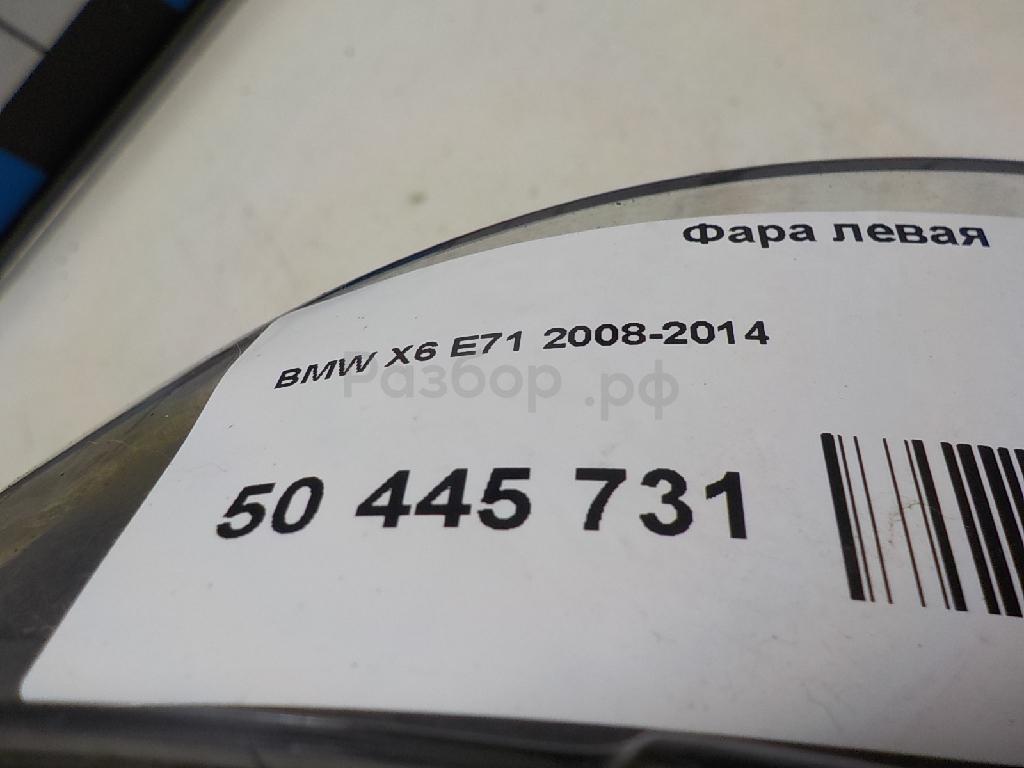 Фара левая
BMW X6 E71 2008-2014
Разбор.рф
50 445 731